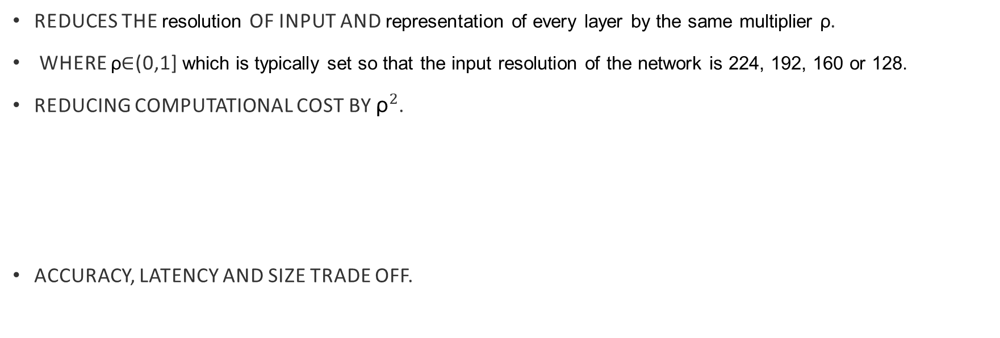 • REDUCES THE resolution OF INPUT AND representation of every layer by the same multiplier ρ.
• WHERE ρ∈(0,1] which is typically set so that the input resolution of the network is 224, 192, 160 or 128.
• REDUCING COMPUTATIONAL COST BY ρ².
• ACCURACY, LATENCY AND SIZE TRADE OFF.